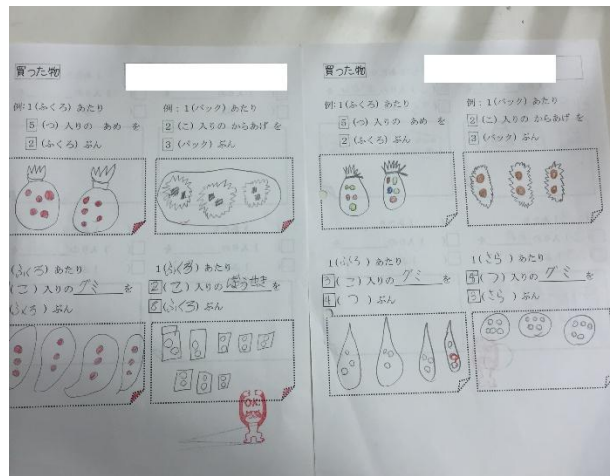 買った物
例:1(ふくろ)あたり
5(つ)入りの あめ を
2(ふくろ)ぶん
例:1(パック)あたり
2(こ)入りの からあげ を
3(パック)ぶん
(ふくろ)あたり
(こ)入りの グミ を
(ふくろ)ぶん
1(ふくろ)あたり
2(こ)入りの を
(ふくろ)ぶん
OK!
買った物
例:1(ふくろ)あたり
5(つ)入りの あめ を
2(ふくろ)ぶん
例:1(パック)あたり
2(こ)入りの からあげ を
3(パック)ぶん
1(ふくろ)あたり
3(こ)入りの グミ を
4(つ)ぶん
1(さら)あたり
(つ)入りの グミ を
3(さら)ぶん